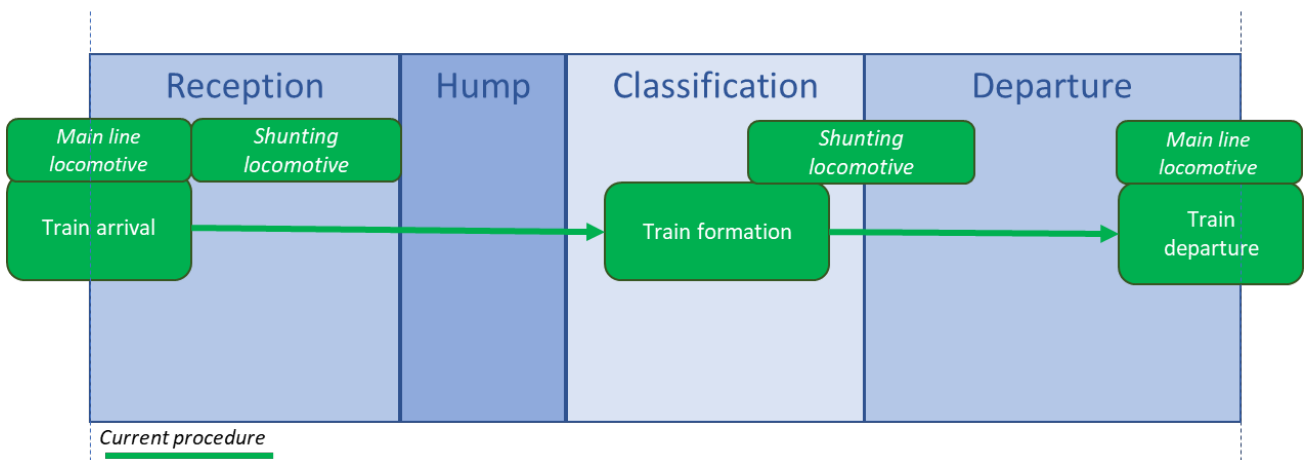 Reception
Hump
Classification
Departure
Main line
locomotive
Shunting
locomotive
Shunting
locomotive
Main line
locomotive
Train arrival
Train formation
Train
departure
Current procedure